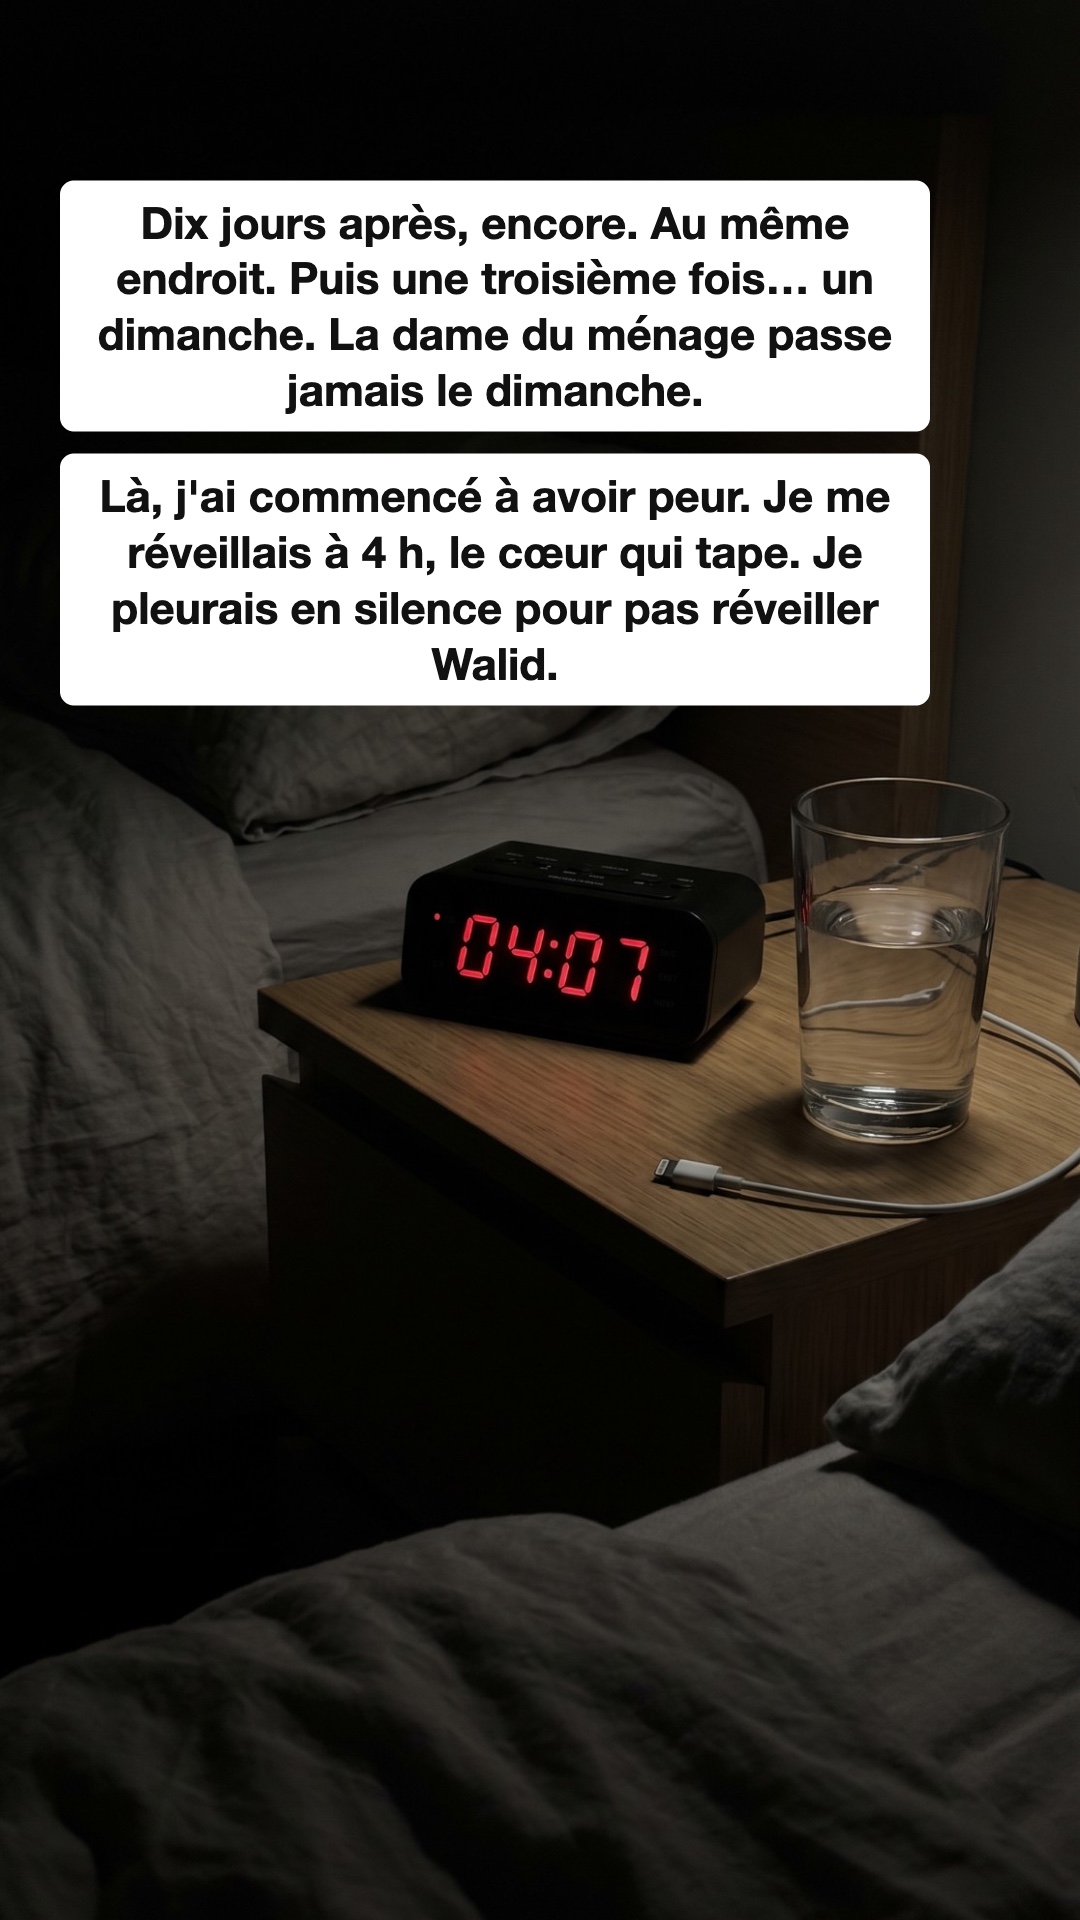 Dix jours après, encore. Au même
endroit. Puis une troisième fois... un
dimanche. La dame du ménage passe
jamais le dimanche.
Là, j'ai commencé à avoir peur. Je me
réveillais à 4 h, le cœur qui tape. Je
pleurais en silence pour pas réveiller
Walid.
04:07